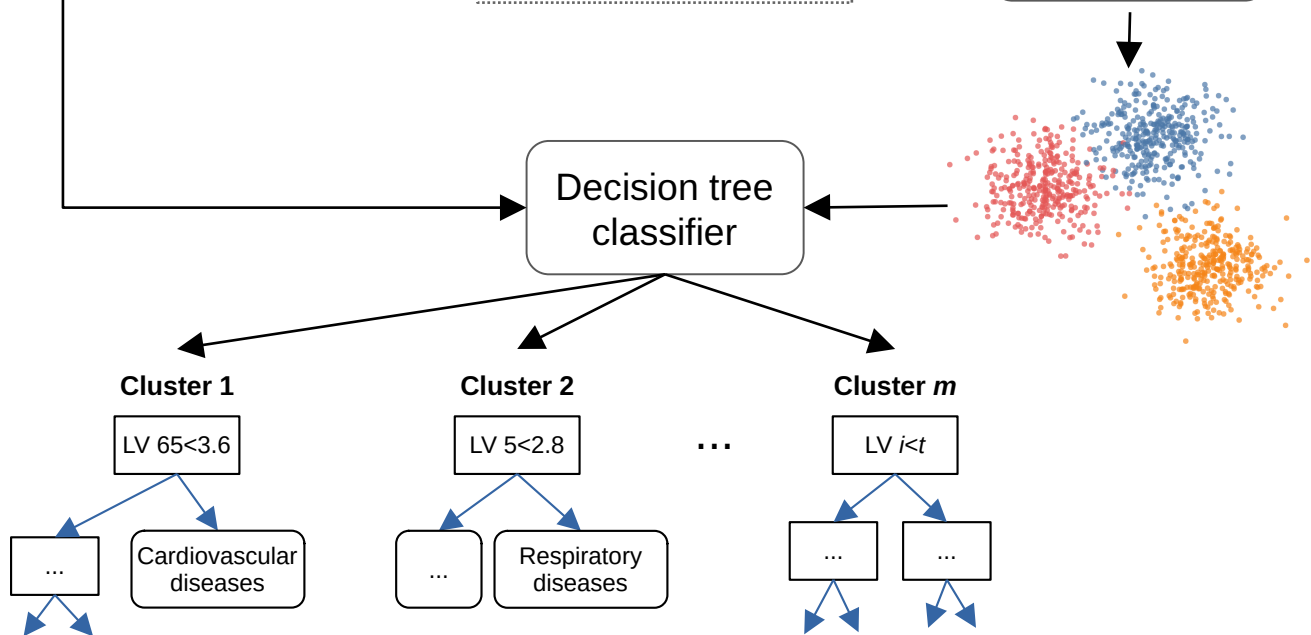 Decision tree
classifier
Cluster 1
Cluster 2
Cluster m
LV 65<3.6
LV 5<2.8
...
LV i<t
...
Cardiovascular
diseases
...
Respiratory
diseases
...
...